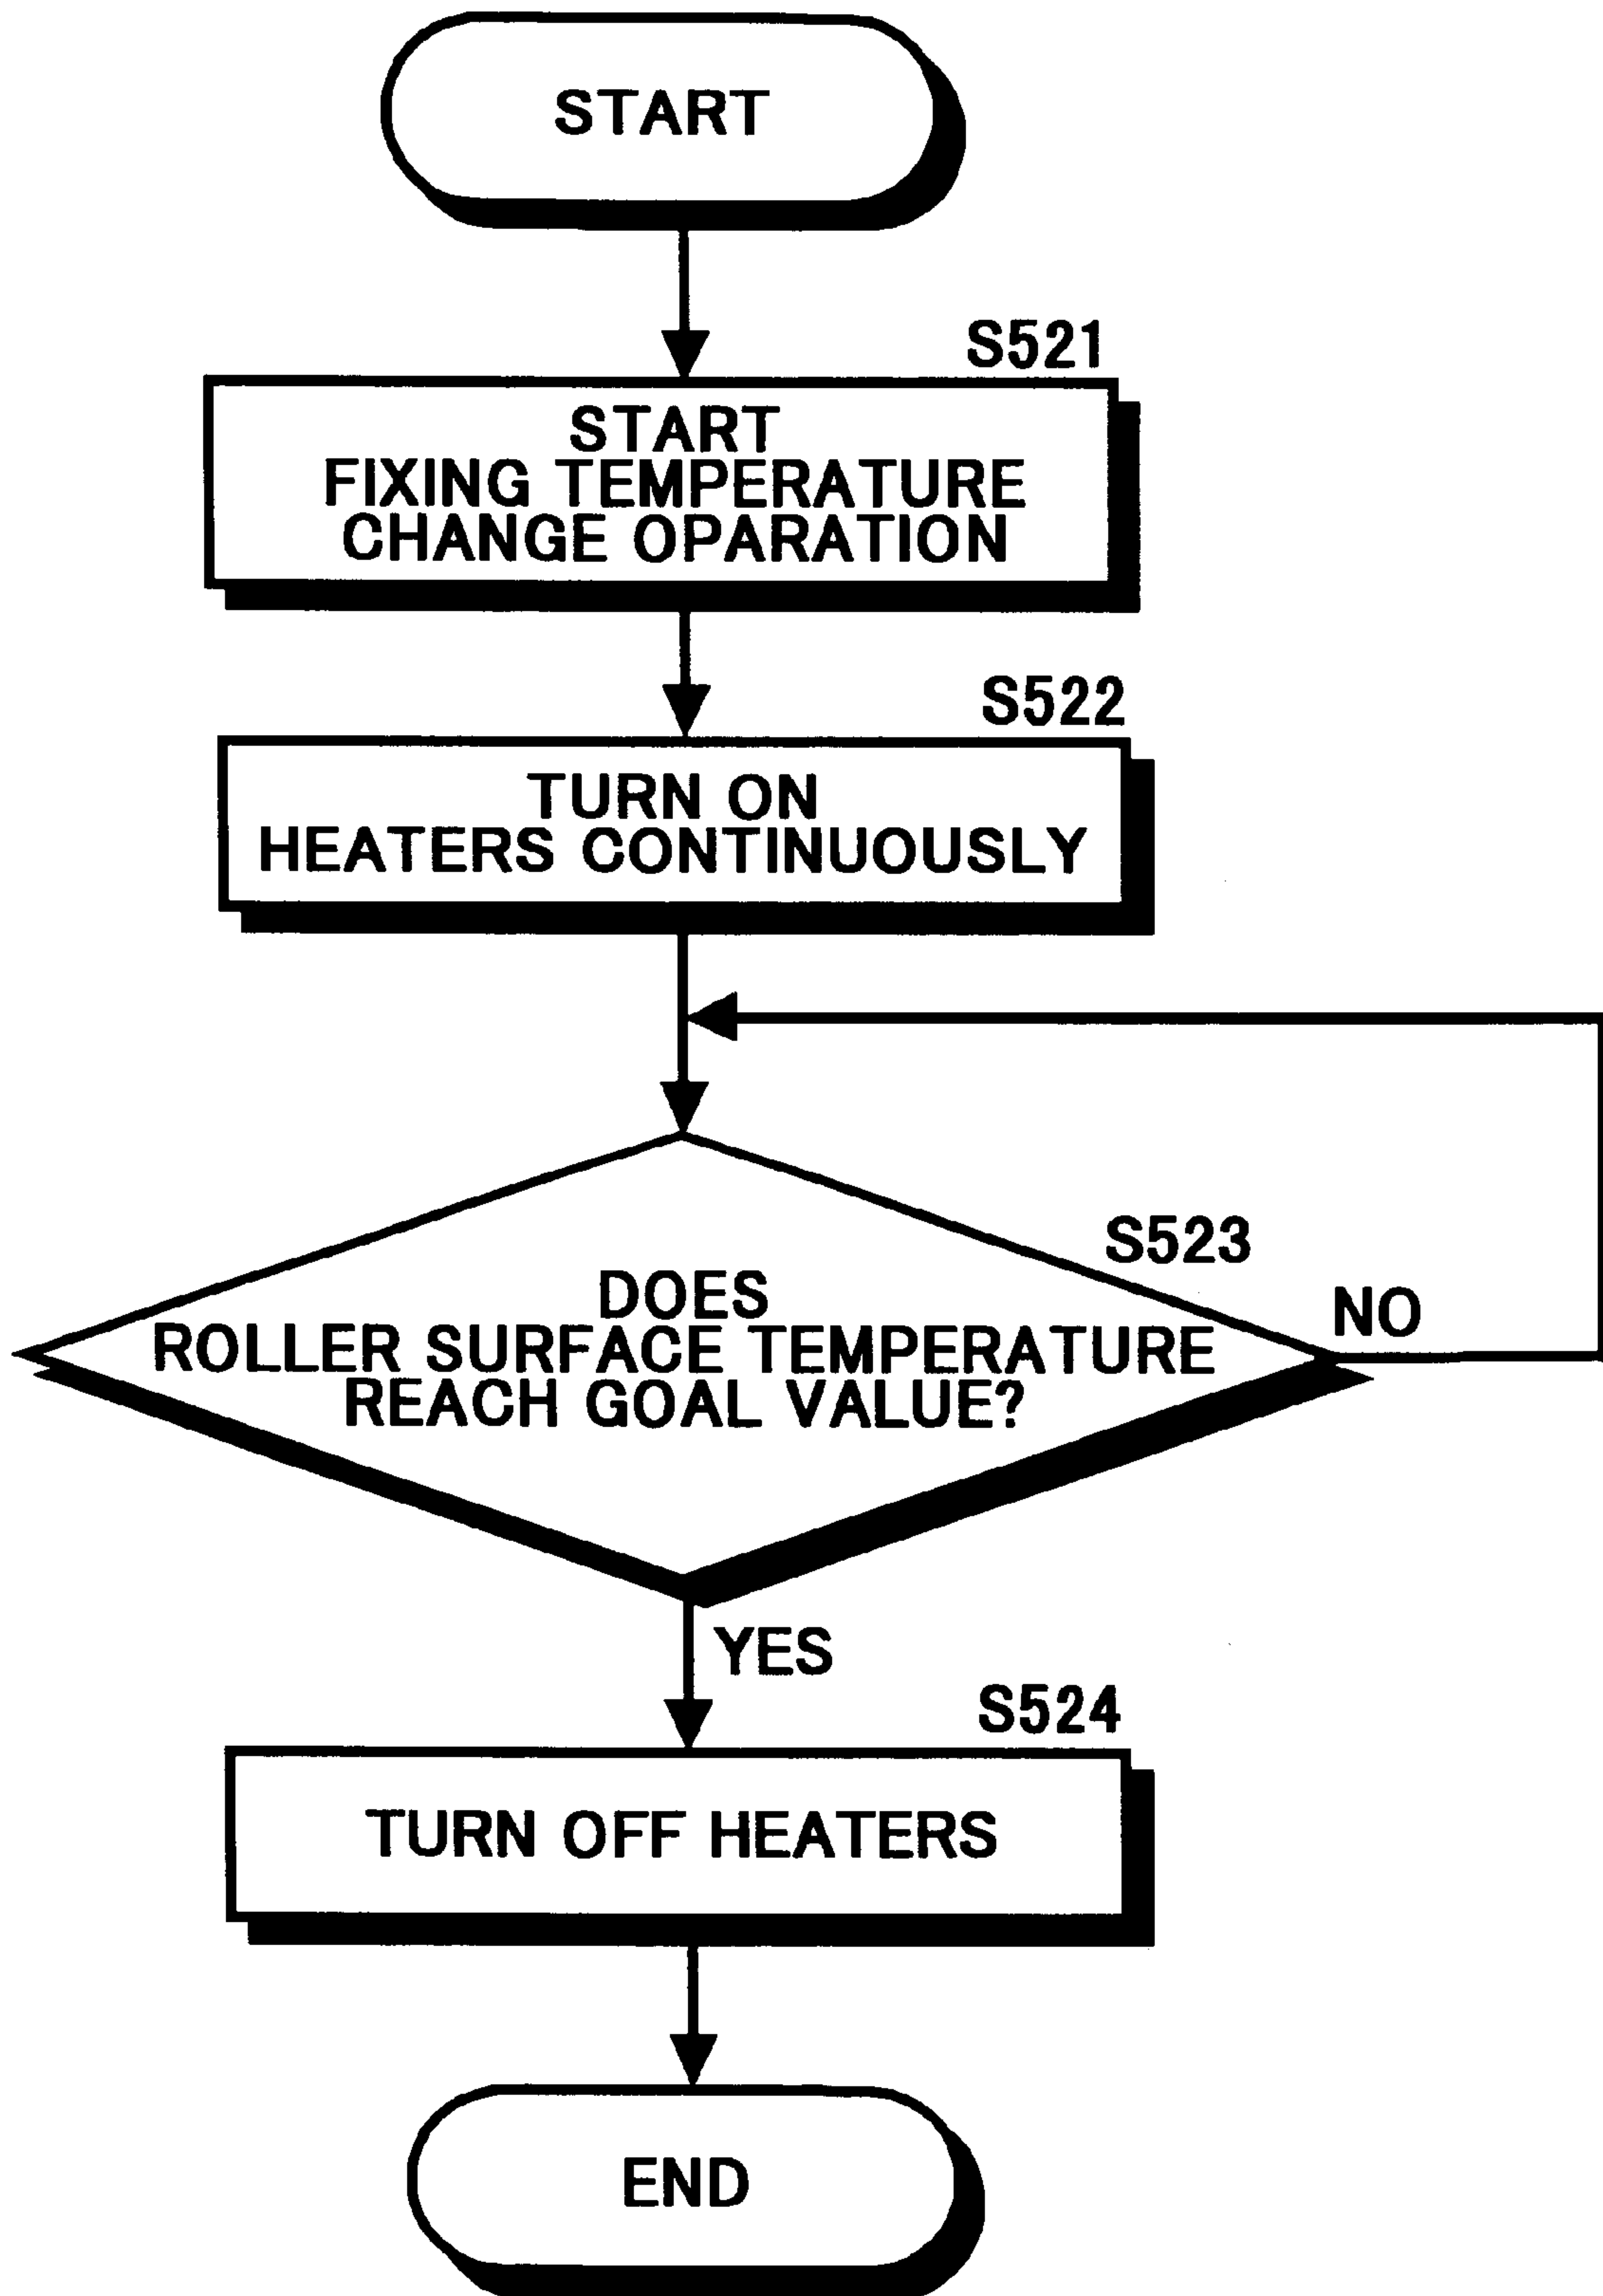 START
S521
START
FIXING TEMPERATURE
CHANGE OPARATION
S522
TURN ON
HEATERS CONTINUOUSLY
S523
DOES
ROLLER SURFACE TEMPERATURE
REACH GOAL VALUE?
NO
YES
S524
TURN OFF HEATERS
END